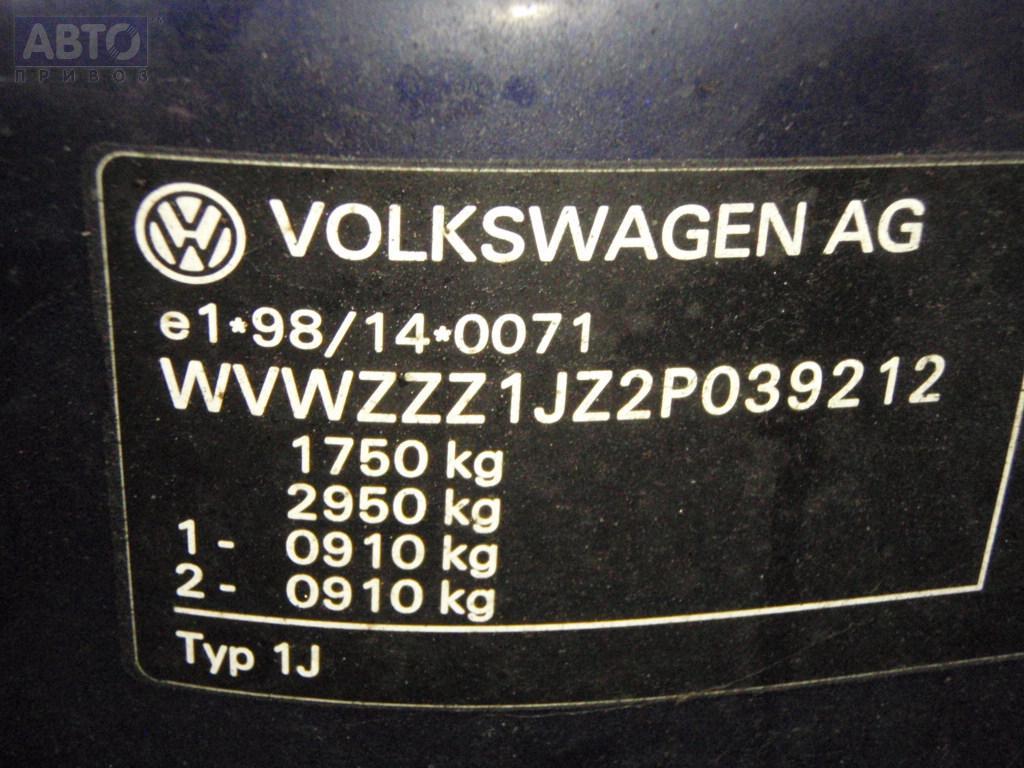 АВТО
ПРИВОЗ
VOLKSWAGEN AG
e1*98/14*0071
WVWZZZ1JZ2P039212
1750 kg
2950 kg
1- 0910 kg
2- 0910 kg
Typ 1J